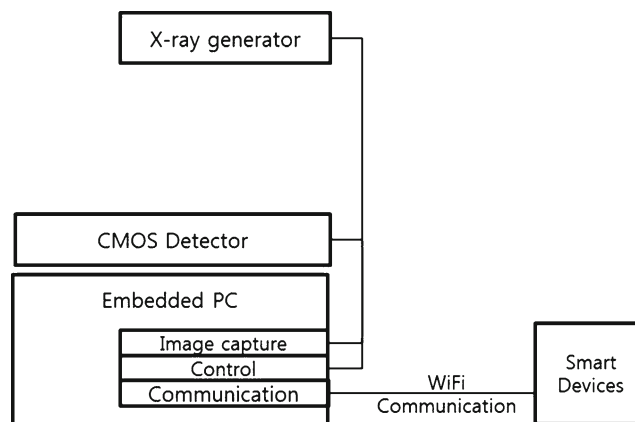 X-ray generator
CMOS Detector
Embedded PC
Image capture
Control
Communication
WiFi
Communication
Smart
Devices